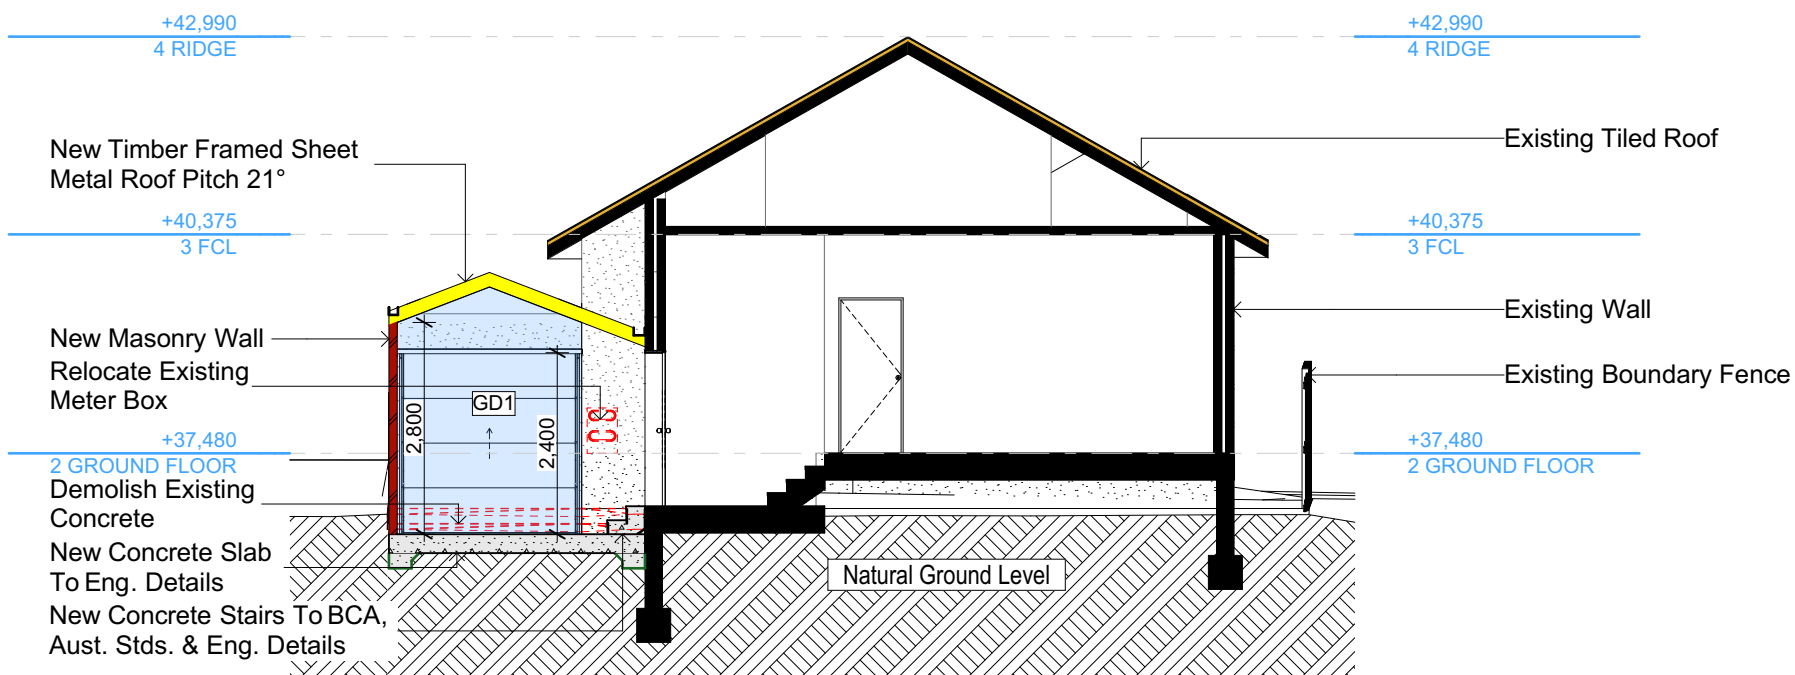 +42,990
4 RIDGE
+42,990
4 RIDGE
New Timber Framed Sheet
Metal Roof Pitch 21°
Existing Tiled Roof
+40,375
3 FCL
+40,375
3 FCL
New Masonry Wall
Existing Wall
Relocate Existing
Meter Box
Existing Boundary Fence
GD1
2,800
2,400
+37,480
2 GROUND FLOOR
+37,480
2 GROUND FLOOR
Demolish Existing
Concrete
New Concrete Slab
To Eng. Details
Natural Ground Level
New Concrete Stairs To BCA,
Aust. Stds. & Eng. Details